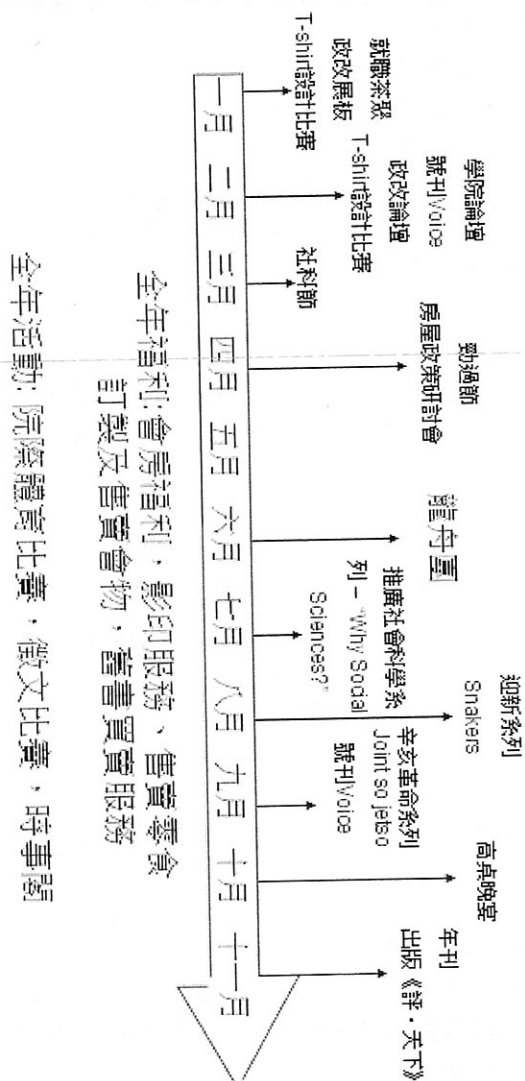 就職茶聚
政改展板
T-shirt設計比賽
學院論壇
號刊Voice
政改論壇
T-shirt設計比賽
社科節
勁過節
房屋政策研討會
龍舟團
推廣社會科學系
列 – "Why Social
Sciences?"
迎新系列
Snakers
辛亥革命系列
Joint so jetso
號刊Voice
高桌晚宴
年刊
出版《評・天下》
一月 二月 三月 四月 五月 六月 七月 八月 九月 十月 十一月
全年福利:會房福利，影印服務、售賣零食
訂製及售賣會物，舊書買賣服務
全年活動:院際體育比賽，徵文比賽，時事閣